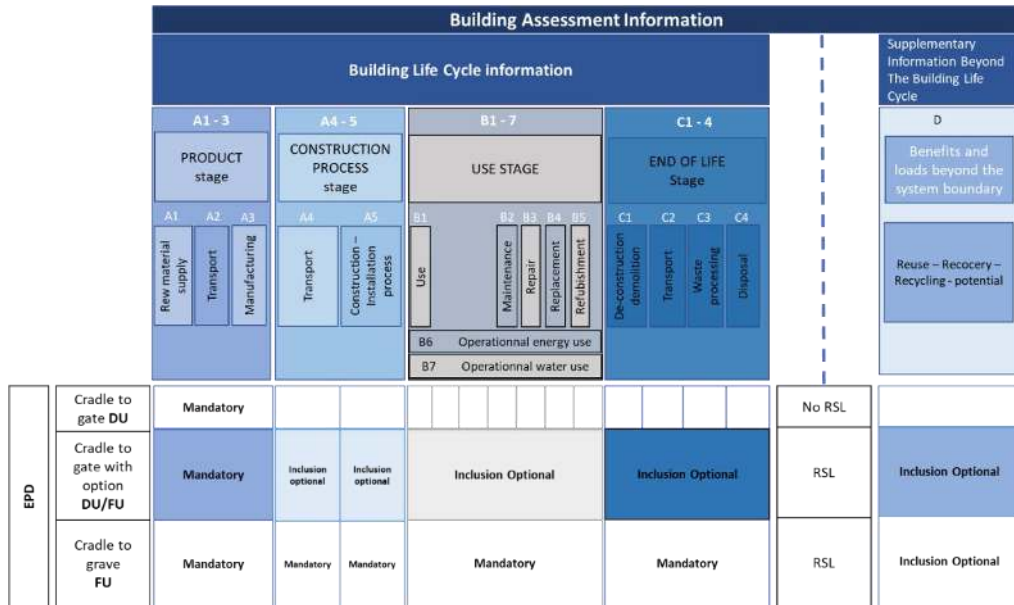 Building Assessment Information
Building Life Cycle information
Supplementary
Information Beyond
The Building Life
Cycle
A1 - 3
A4 - 5
B1 - 7
C1 - 4
D
PRODUCT
stage
CONSTRUCTION
PROCESS
stage
USE STAGE
END OF LIFE
Stage
Benefits and
loads beyond the
system boundary
A1
A2
A3
A4
A5
B1
B2
B3
B4
B5
C1
C2
C3
C4
Rew material
supply
Transport
Manufacturing
Transport
Construction –
Installation
process
Use
Maintenance
Repair
Replacement
Refubishment
De-construction
demolition
Transport
Waste
processing
Disposal
Reuse – Recocery –
Recycling - potential
B6 Operationnal energy use
B7 Operationnal water use
EPD
Cradle to
gate DU
Mandatory
No RSL
Cradle to
gate with
option
DU/FU
Mandatory
Inclusion
optional
Inclusion
optional
Inclusion Optional
Inclusion Optional
RSL
Inclusion Optional
Cradle to
grave
FU
Mandatory
Mandatory
Mandatory
Mandatory
Mandatory
RSL
Inclusion Optional